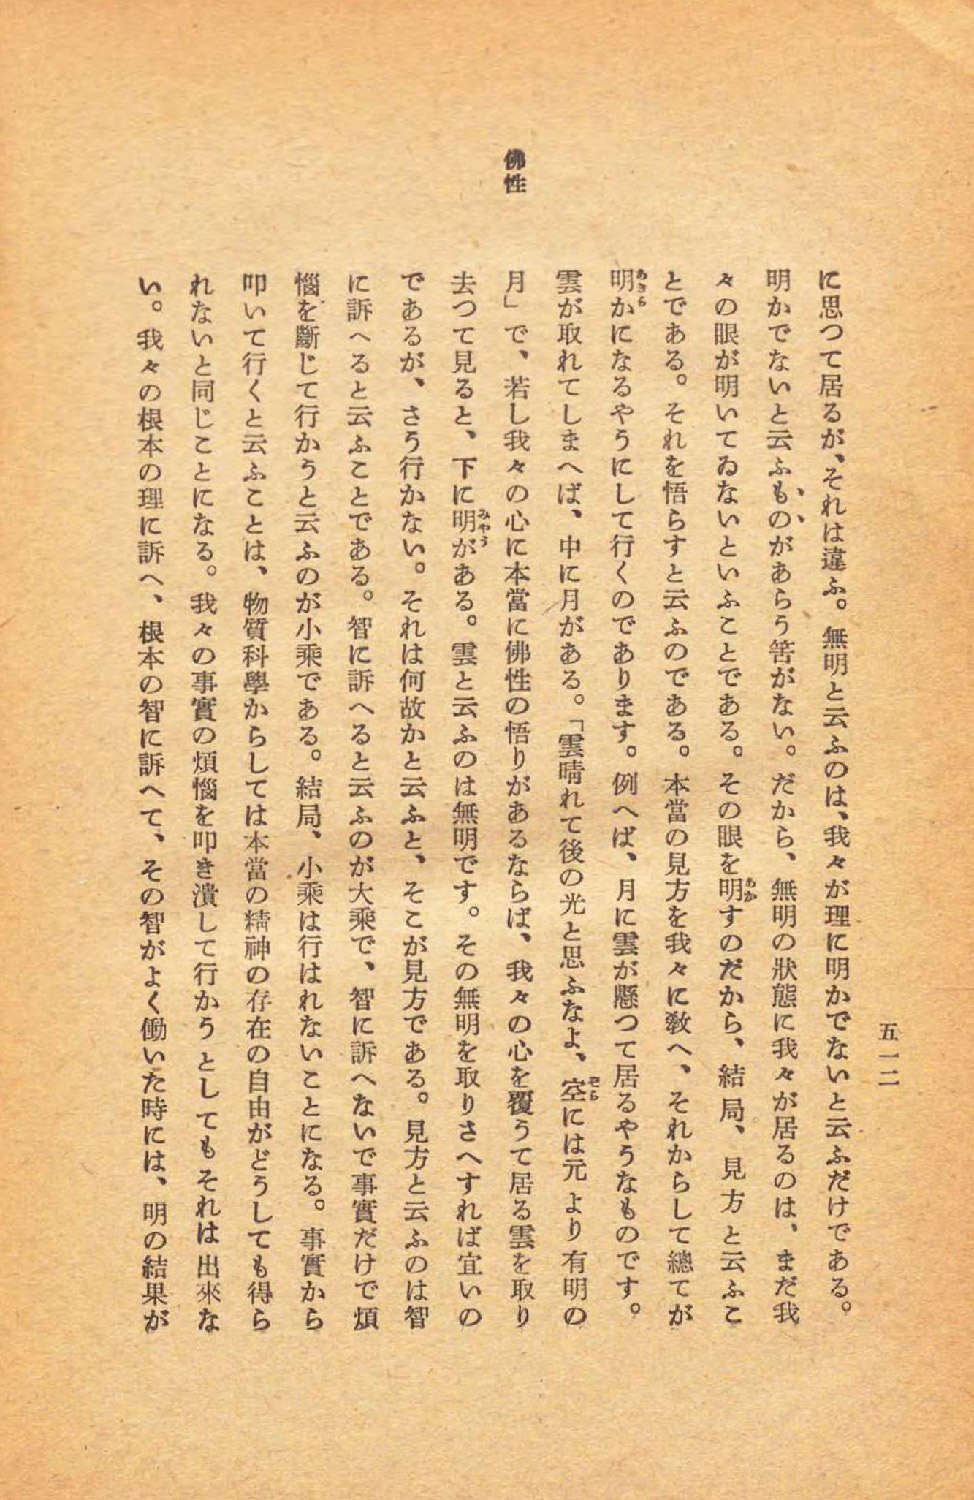 佛性
五一二
に思つて居るが、それは違ふ。無明と云ふのは、我々が理に明かでないと云ふだけである。
明かでないと云ふものがあらう筈がない。だから、無明の狀態に我々が居るのは、まだ我
々の眼が明いてゐないといふことである。その眼を明すのだから、結局、見方と云ふこ
とである。それを悟らすと云ふのである。本當の見方を我々に敎へ、それからして總てが
明かになるやうにして行くのであります。例へば、月に雲が懸つて居るやうなものです。
雲が取れてしまへば、中に月がある。「雲晴れて後の光と思ふなよ、空には元より有明の
月」で、若し我々の心に本當に佛性の悟りがあるならば、我々の心を覆うて居る雲を取り
去つて見ると、下に明がある。雲と云ふのは無明です。その無明を取りさへすれば宜いの
であるが、さう行かない。それは何故かと云ふと、そこが見方である。見方と云ふのは智
に訴へると云ふことである。智に訴へると云ふのが大乘で、智に訴へないで事實だけで煩
惱を斷じて行かうと云ふのが小乘である。結局、小乘は行はれないことになる。事實から
叩いて行くと云ふことは、物質科學からしては本當の精神の存在の自由がどうしても得ら
れないと同じことになる。我々の事實の煩惱を叩き潰して行かうとしてもそれは出來な
い。我々の根本の理に訴へ、根本の智に訴へて、その智がよく働いた時には、明の結果が